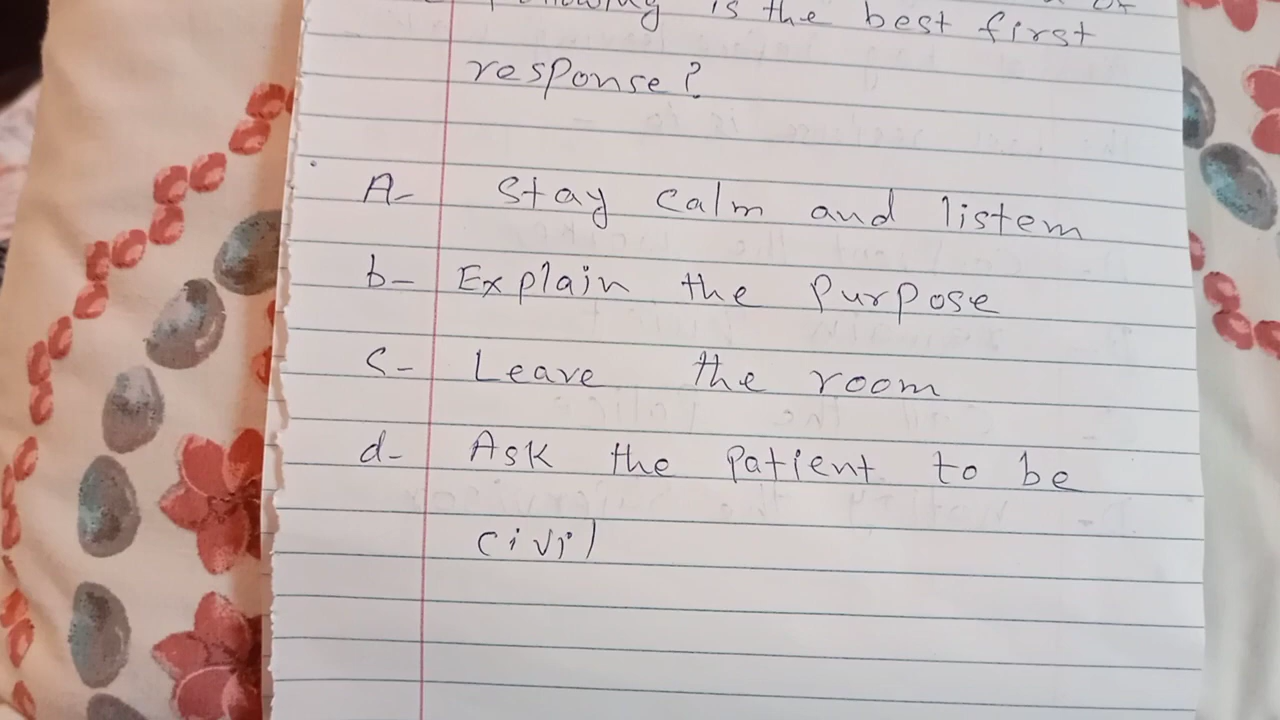 following is the best first
response?
A- Stay calm and listem
b- Explain the purpose
c- Leave the room
d- Ask the patient to be
civil